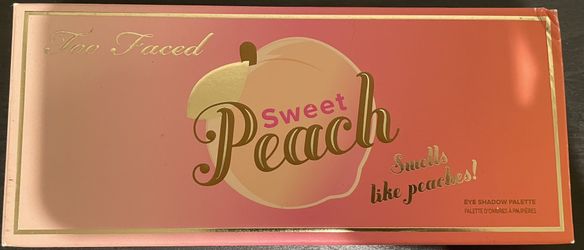 Too Faced
Sweet
Peach
Smells
like peaches!
EYE SHADOW PALETTE
PALETTE D'OMBRES À PAUPIÈRES